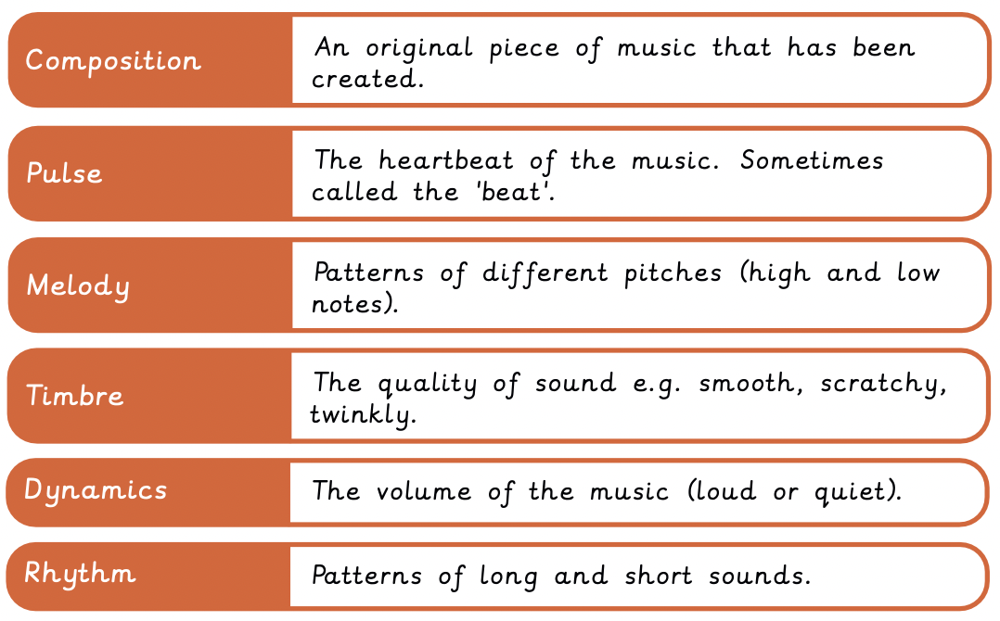 Composition
An original piece of music that has been
created.
Pulse
The heartbeat of the music. Sometimes
called the 'beat'.
Melody
Patterns of different pitches (high and low
notes).
Timbre
The quality of sound e.g. smooth, scratchy,
twinkly.
Dynamics
The volume of the music (loud or quiet).
Rhythm
Patterns of long and short sounds.